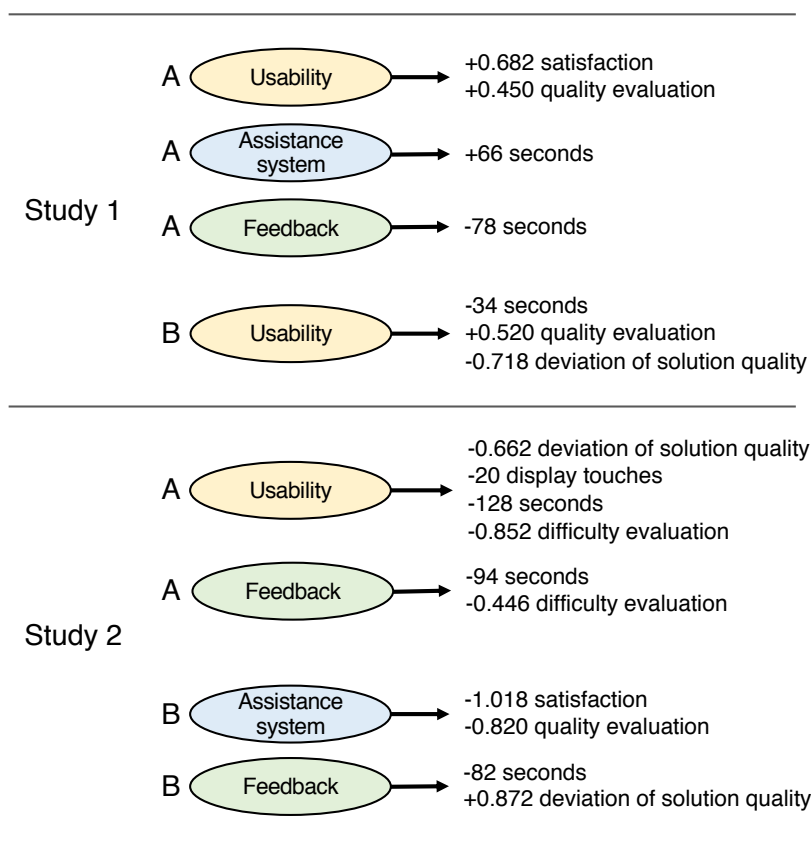 A Usability
+0.682 satisfaction
+0.450 quality evaluation
A Assistance
system
+66 seconds
Study 1
A Feedback
-78 seconds
B Usability
-34 seconds
+0.520 quality evaluation
-0.718 deviation of solution quality
A Usability
-0.662 deviation of solution quality
-20 display touches
-128 seconds
-0.852 difficulty evaluation
A Feedback
-94 seconds
-0.446 difficulty evaluation
Study 2
B Assistance
system
-1.018 satisfaction
-0.820 quality evaluation
B Feedback
-82 seconds
+0.872 deviation of solution quality